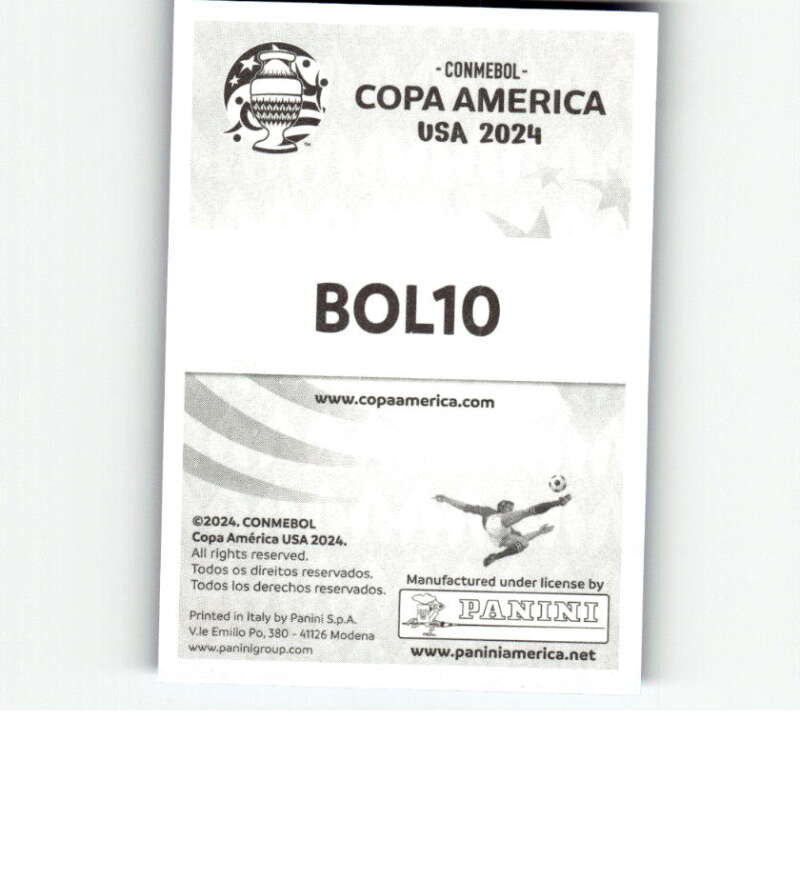 - CONMEBOL -
COPA AMERICA
USA 2024
™
BOL10
www.copaamerica.com
©2024. CONMEBOL
Copa América USA 2024.
All rights reserved.
Todos os direitos reservados.
Todos los derechos reservados.
Printed in Italy by Panini S.p.A.
V.le Emilio Po, 380 - 41126 Modena
www.paninigroup.com
Manufactured under license by
PANINI
www.paniniamerica.net